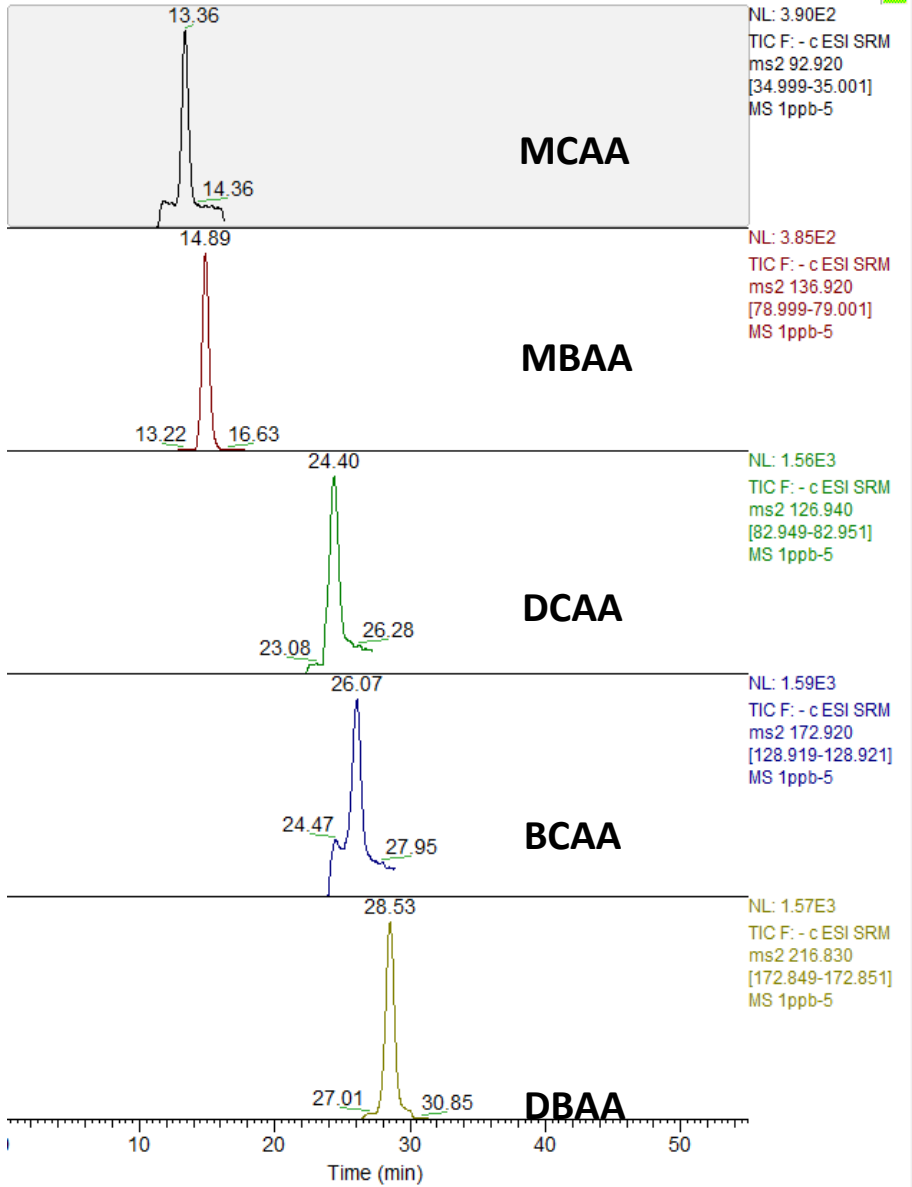 13.36
14.36
MCAA
NL: 3.90E2
TIC F: - c ESI SRM
ms2 92.920
[34.999-35.001]
MS 1ppb-5
14.89
13.22
16.63
MBAA
NL: 3.85E2
TIC F: - c ESI SRM
ms2 136.920
[78.999-79.001]
MS 1ppb-5
24.40
23.08
26.28
DCAA
NL: 1.56E3
TIC F: - c ESI SRM
ms2 126.940
[82.949-82.951]
MS 1ppb-5
26.07
24.47
27.95
BCAA
NL: 1.59E3
TIC F: - c ESI SRM
ms2 172.920
[128.919-128.921]
MS 1ppb-5
28.53
27.01
30.85
DBAA
NL: 1.57E3
TIC F: - c ESI SRM
ms2 216.830
[172.849-172.851]
MS 1ppb-5
10 20 30 40 50
Time (min)